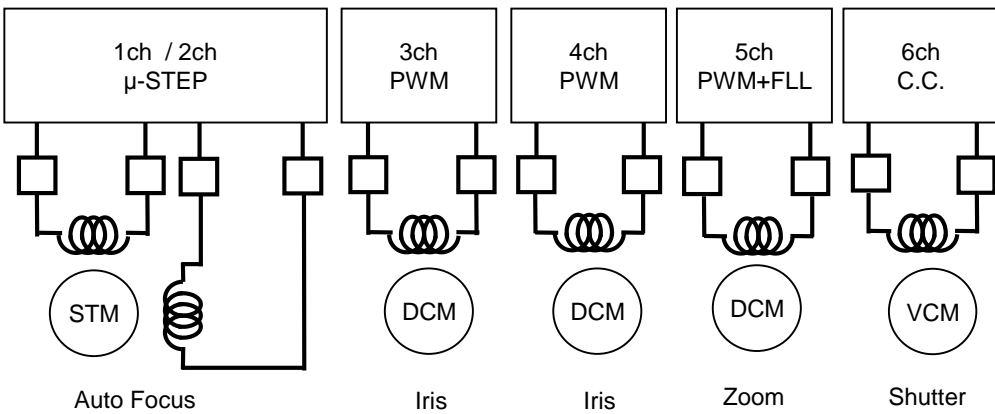 1ch / 2ch
μ-STEP
3ch
PWM
4ch
PWM
5ch
PWM+FLL
6ch
C.C.
STM
DCM
DCM
DCM
VCM
Auto Focus
Iris
Iris
Zoom
Shutter